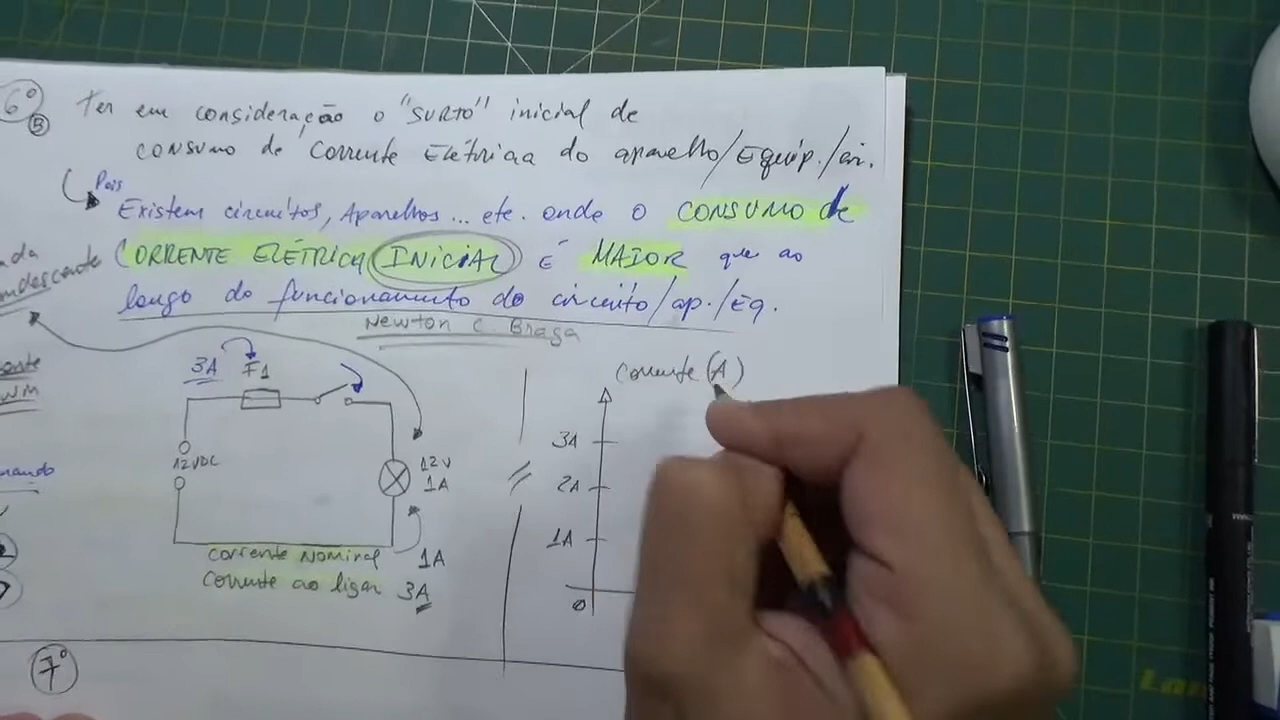 6º
5
Ter em consideração o "SURTO" inicial de
CONSUMO de Corrente Elétrica do aparelho/Equip./cir.
Pois
Existem circuitos, Aparelhos... etc. onde o CONSUMO de
CORRENTE ELÉTRICA INICIAL É MAIOR que ao
longo do funcionamento do circuito/ap./Eq.
Newton C. Braga
3A F1
12VDC
12V
1A
Corrente Nominal 1A
Corrente ao ligar 3A
Corrente (A)
3A
2A
1A
0
7º